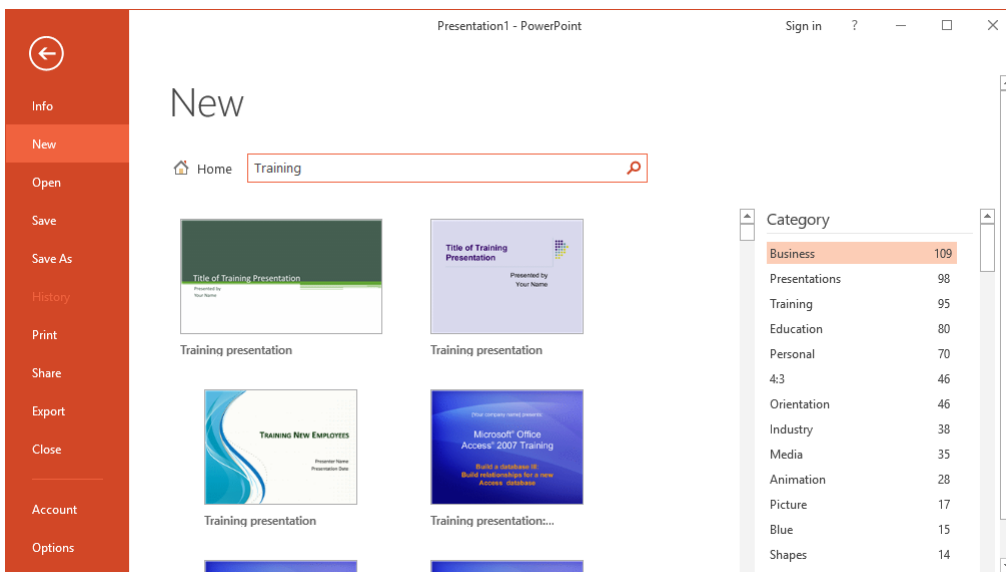 Presentation1 - PowerPoint
Sign in
?
Info
New
Open
Save
Save As
History
Print
Share
Export
Close
Account
Options
New
Home
Training
Title of Training Presentation
Presented by
Your Name
Training presentation
Title of Training
Presentation
Presented by
Your Name
Training presentation
TRAINING NEW EMPLOYEES
Presenter Name
Presentation Date
Training presentation
[Your company name] presents:
Microsoft® Office
Access® 2007 Training
Build a database III:
Build relationships for a new
Access database
Training presentation:...
Category
Business 109
Presentations 98
Training 95
Education 80
Personal 70
4:3 46
Orientation 46
Industry 38
Media 35
Animation 28
Picture 17
Blue 15
Shapes 14